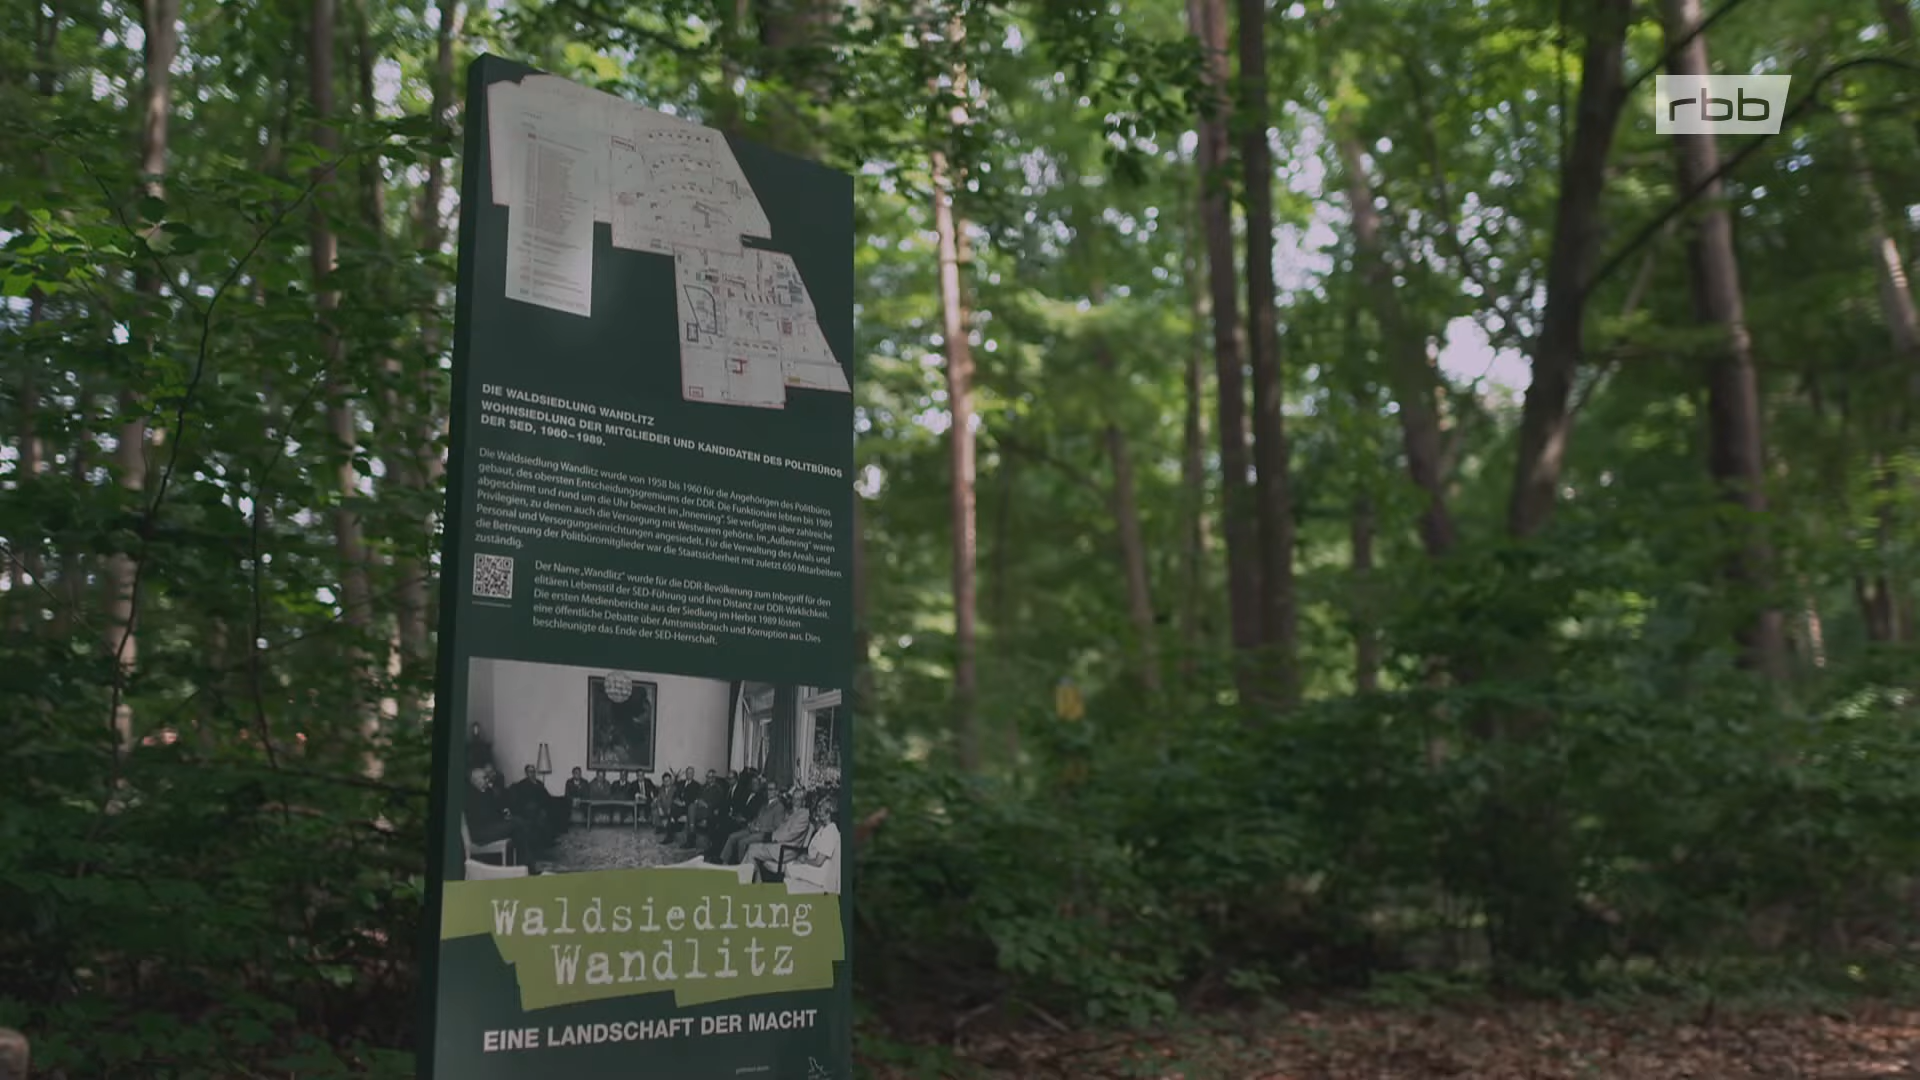 rbb
DIE WALDSIEDLUNG WANDLITZ
WOHNSIEDLUNG DER MITGLIEDER UND KANDIDATEN DES POLITBÜROS
DER SED, 1960–1989.
Die Waldsiedlung Wandlitz wurde von 1958 bis 1960 für die Angehörigen des Politbüros
gebaut, des obersten Entscheidungsgremiums der DDR. Die Funktionäre lebten bis 1989
abgeschirmt und rund um die Uhr bewacht im „Innenring“. Sie verfügten über zahlreiche
Privilegien, zu denen auch die Versorgung mit Westwaren gehörte. Im „Außenring“ waren
Personal und Versorgungseinrichtungen angesiedelt. Für die Verwaltung des Areals und
die Betreuung der Politbüromitglieder war die Staatssicherheit mit zuletzt 650 Mitarbeitern
zuständig.
Der Name „Wandlitz“ wurde für die DDR-Bevölkerung zum Inbegriff für den
elitären Lebensstil der SED-Führung und ihre Distanz zur DDR-Wirklichkeit.
Die ersten Medienberichte aus der Siedlung im Herbst 1989 lösten
eine öffentliche Debatte über Amtsmissbrauch und Korruption aus. Dies
beschleunigte das Ende der SED-Herrschaft.
Waldsiedlung
Wandlitz
EINE LANDSCHAFT DER MACHT